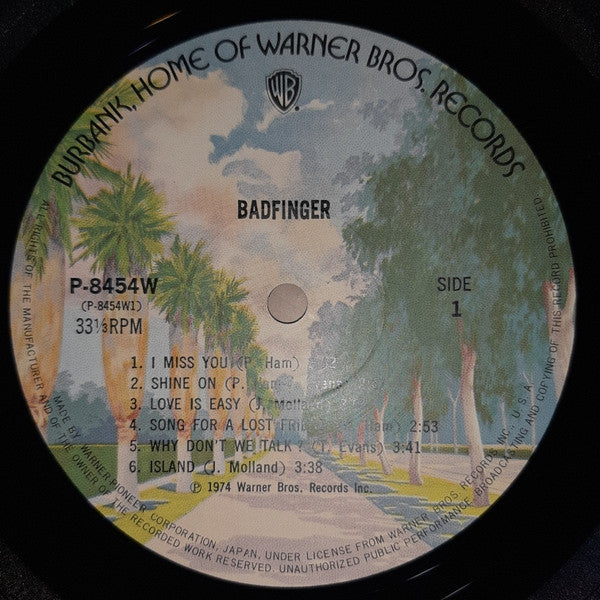 BURBANK, HOME OF WARNER BROS. RECORDS
WB
BADFINGER
P-8454W
(P-8454W1)
33⅓RPM
SIDE
1
1. I MISS YOU (P. Ham)
2. SHINE ON (P.
3. LOVE IS EASY (J.
4. SONG FOR A LOST Ham) 2:53
5. WHY DON'T WE TALK? (T. Evans) 3:41
6. ISLAND (J. Molland) 3:38
℗ 1974 Warner Bros. Records Inc.
MADE BY WARNER-PIONEER CORPORATION, JAPAN, UNDER LICENSE FROM WARNER BROS. RECORDS INC., U.S.A.
ALL RIGHTS OF THE MANUFACTURER AND OF THE OWNER OF THE RECORDED WORK RESERVED. UNAUTHORIZED PUBLIC PERFORMANCE, BROADCASTING AND COPYING OF THIS RECORD PROHIBITED